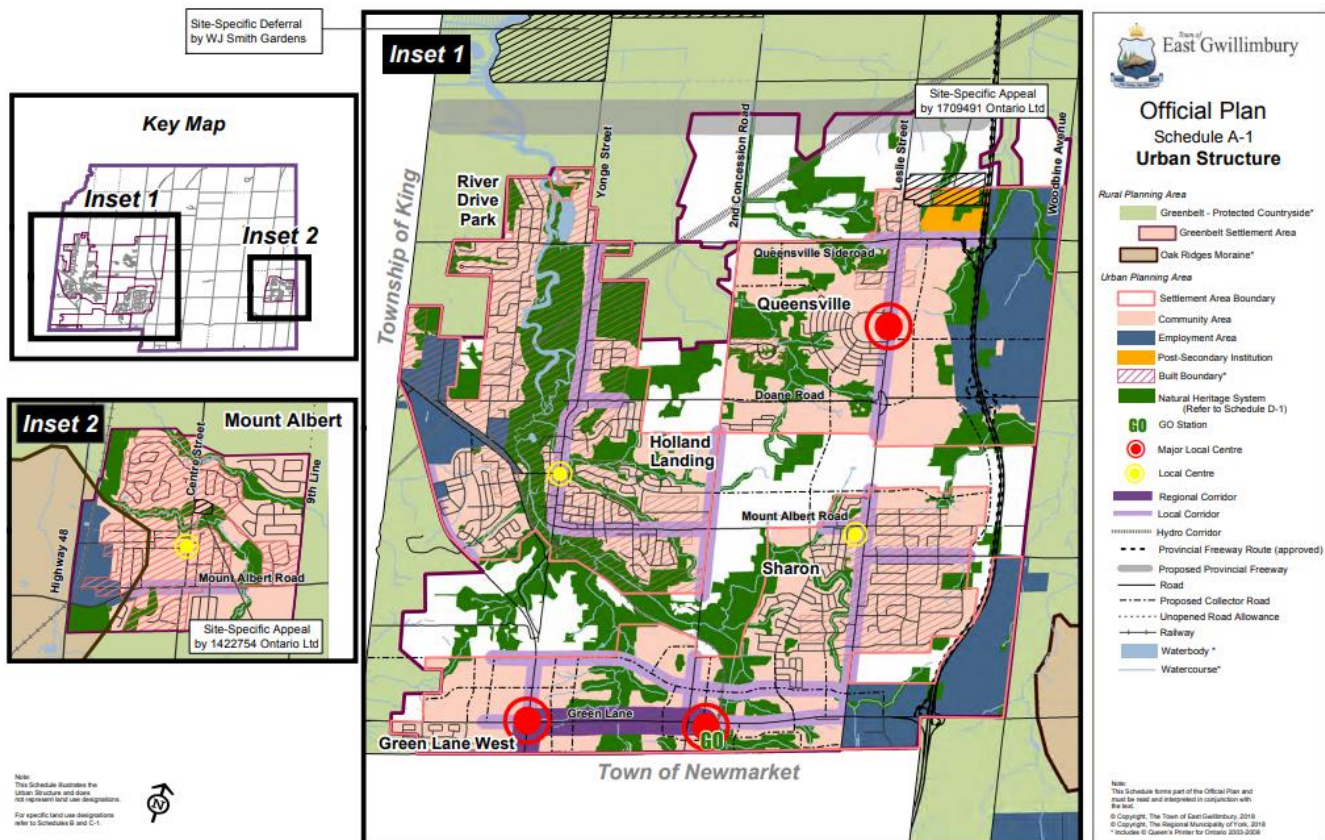 Site-Specific Deferral
by WJ Smith Gardens
Key Map
Inset 1
Inset 2
Inset 2
Mount Albert
Centre Street
9th Line
Highway 48
Mount Albert Road
Site-Specific Appeal
by 1422754 Ontario Ltd
Note:
This Schedule illustrates the
Urban Structure and does
not represent land use designations.
For specific land use designations
refer to Schedules B and C-1.
N
Inset 1
Site-Specific Appeal
by 1709491 Ontario Ltd
River
Drive
Park
Yonge Street
2nd Concession Road
Leslie Street
Woodbine Avenue
Township of King
Queensville Sideroad
Queensville
Doane Road
Holland
Landing
Mount Albert Road
Sharon
Green Lane
Green Lane West
GO
Town of Newmarket
Town of
East Gwillimbury
Official Plan
Schedule A-1
Urban Structure
Rural Planning Area
Greenbelt - Protected Countryside*
Greenbelt Settlement Area
Oak Ridges Moraine*
Urban Planning Area
Settlement Area Boundary
Community Area
Employment Area
Post-Secondary Institution
Built Boundary*
Natural Heritage System
(Refer to Schedule D-1)
GO GO Station
Major Local Centre
Local Centre
Regional Corridor
Local Corridor
Hydro Corridor
Provincial Freeway Route (approved)
Proposed Provincial Freeway
Road
Proposed Collector Road
Unopened Road Allowance
Railway
Waterbody *
Watercourse*
Note:
This Schedule forms part of the Official Plan and
must be read and interpreted in conjunction with
the text.
© Copyright, The Town of East Gwillimbury, 2018
© Copyright, The Regional Municipality of York, 2018
* Includes © Queen's Printer for Ontario 2003-2008